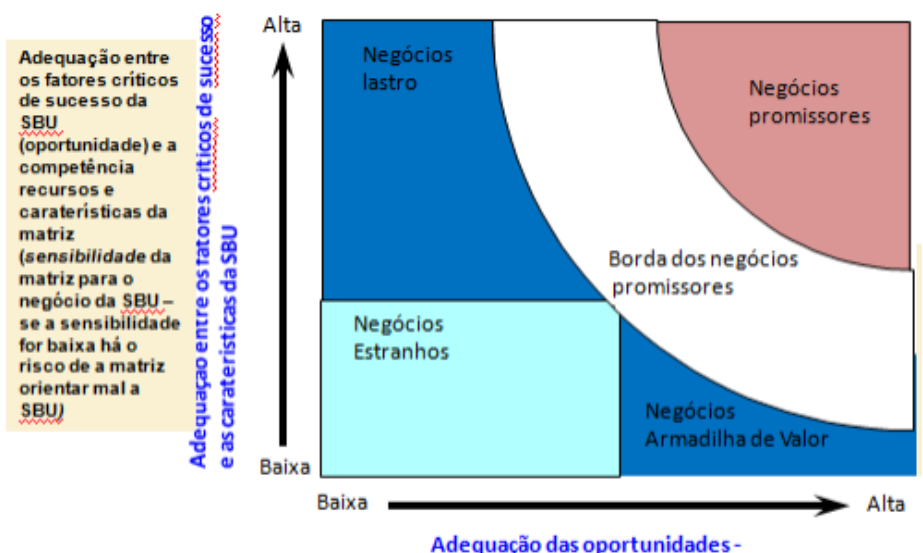 Adequação entre
os fatores críticos
de sucesso da
SBU
(oportunidade) e a
competência
recursos e
caraterísticas da
matriz
(sensibilidade da
matriz para o
negócio da SBU –
se a sensibilidade
for baixa há o
risco de a matriz
orientar mal a
SBU)
Adequação entre os fatores críticos de sucesso
e as caraterísticas da SBU
Alta
Baixa
Negócios
lastro
Negócios
promissores
Borda dos negócios
promissores
Negócios
Estranhos
Negócios
Armadilha de Valor
Baixa
Alta
Adequação das oportunidades -